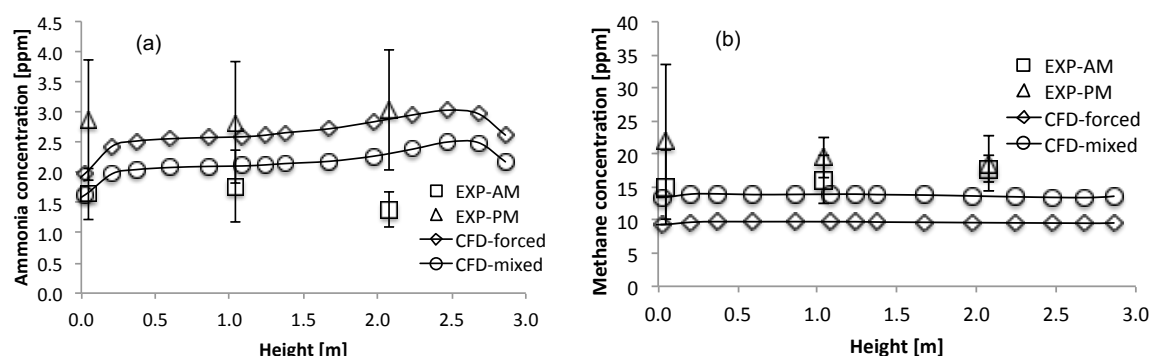 (a)
Ammonia concentration [ppm]
4.5
4.0
3.5
3.0
2.5
2.0
1.5
1.0
0.5
0.0
EXP-AM
EXP-PM
CFD-forced
CFD-mixed
0.0 0.5 1.0 1.5 2.0 2.5 3.0
Height [m]
(b)
Methane concentration [ppm]
40
35
30
25
20
15
10
5
0
EXP-AM
EXP-PM
CFD-forced
CFD-mixed
0.0 0.5 1.0 1.5 2.0 2.5 3.0
Height [m]